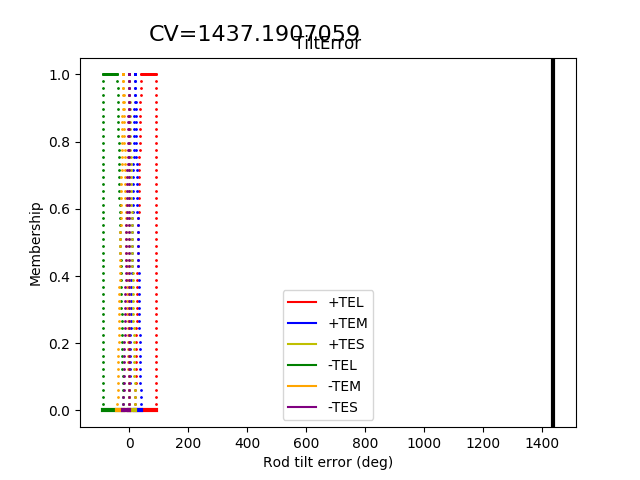 CV=1437.1907059
TiltError
Membership
1.0
0.8
0.6
0.4
0.2
0.0
+TEL
+TEM
+TES
-TEL
-TEM
-TES
0 200 400 600 800 1000 1200 1400
Rod tilt error (deg)